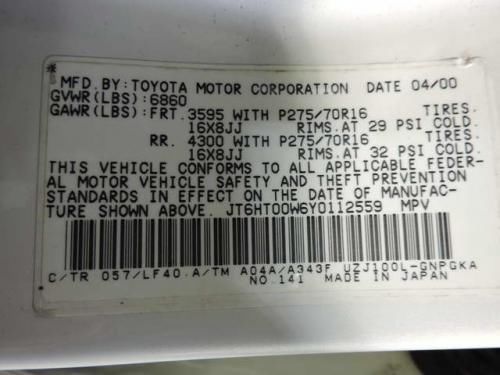 MFD.BY:TOYOTA MOTOR CORPORATION DATE 04/00
GVWR(LBS):6860
GAWR(LBS):FRT.3595 WITH P275/70R16 TIRES.
16X8JJ RIMS.AT 29 PSI COLD.
RR. 4300 WITH P275/70R16 TIRES.
16X8JJ RIMS.AT 32 PSI COLD.
THIS VEHICLE CONFORMS TO ALL APPLICABLE FEDER-
AL MOTOR VEHICLE SAFETY AND THEFT PREVENTION
STANDARDS IN EFFECT ON THE DATE OF MANUFAC-
TURE SHOWN ABOVE. JT6HT00W6Y0112559 MPV
C/TR 057/LF40.A/TM A04A/A343F UZJ100L-GNPGKA
NO.141 MADE IN JAPAN